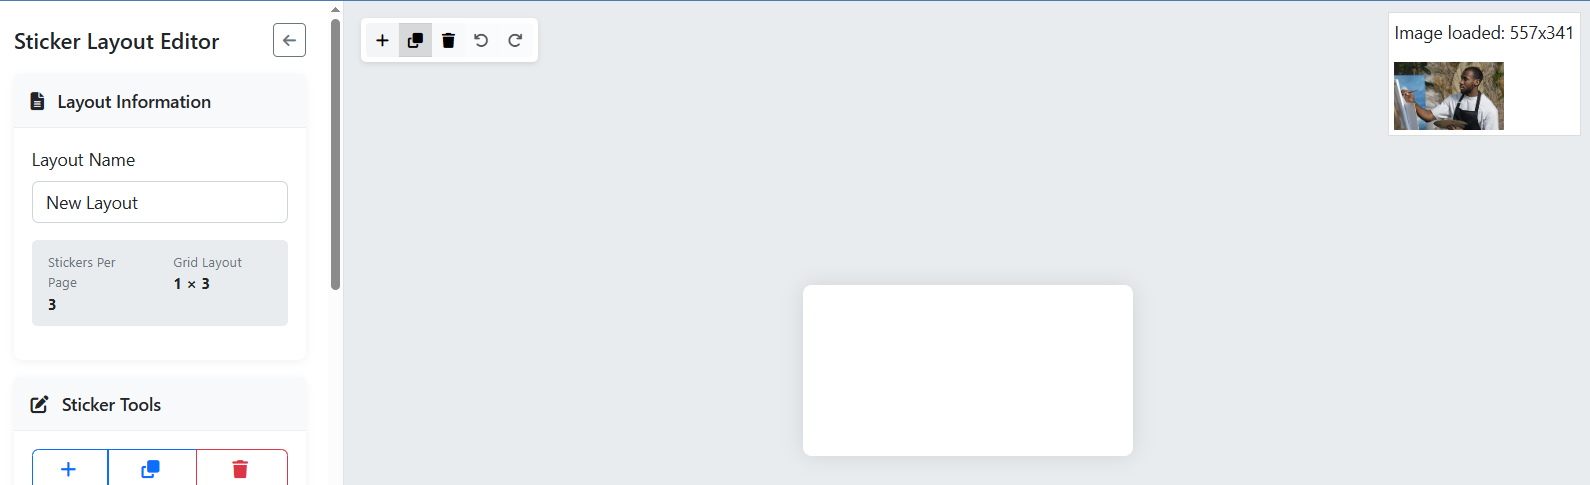 Sticker Layout Editor
Layout Information
Layout Name
New Layout
Stickers Per
Page
3
Grid Layout
1 × 3
Sticker Tools
Image loaded: 557x341